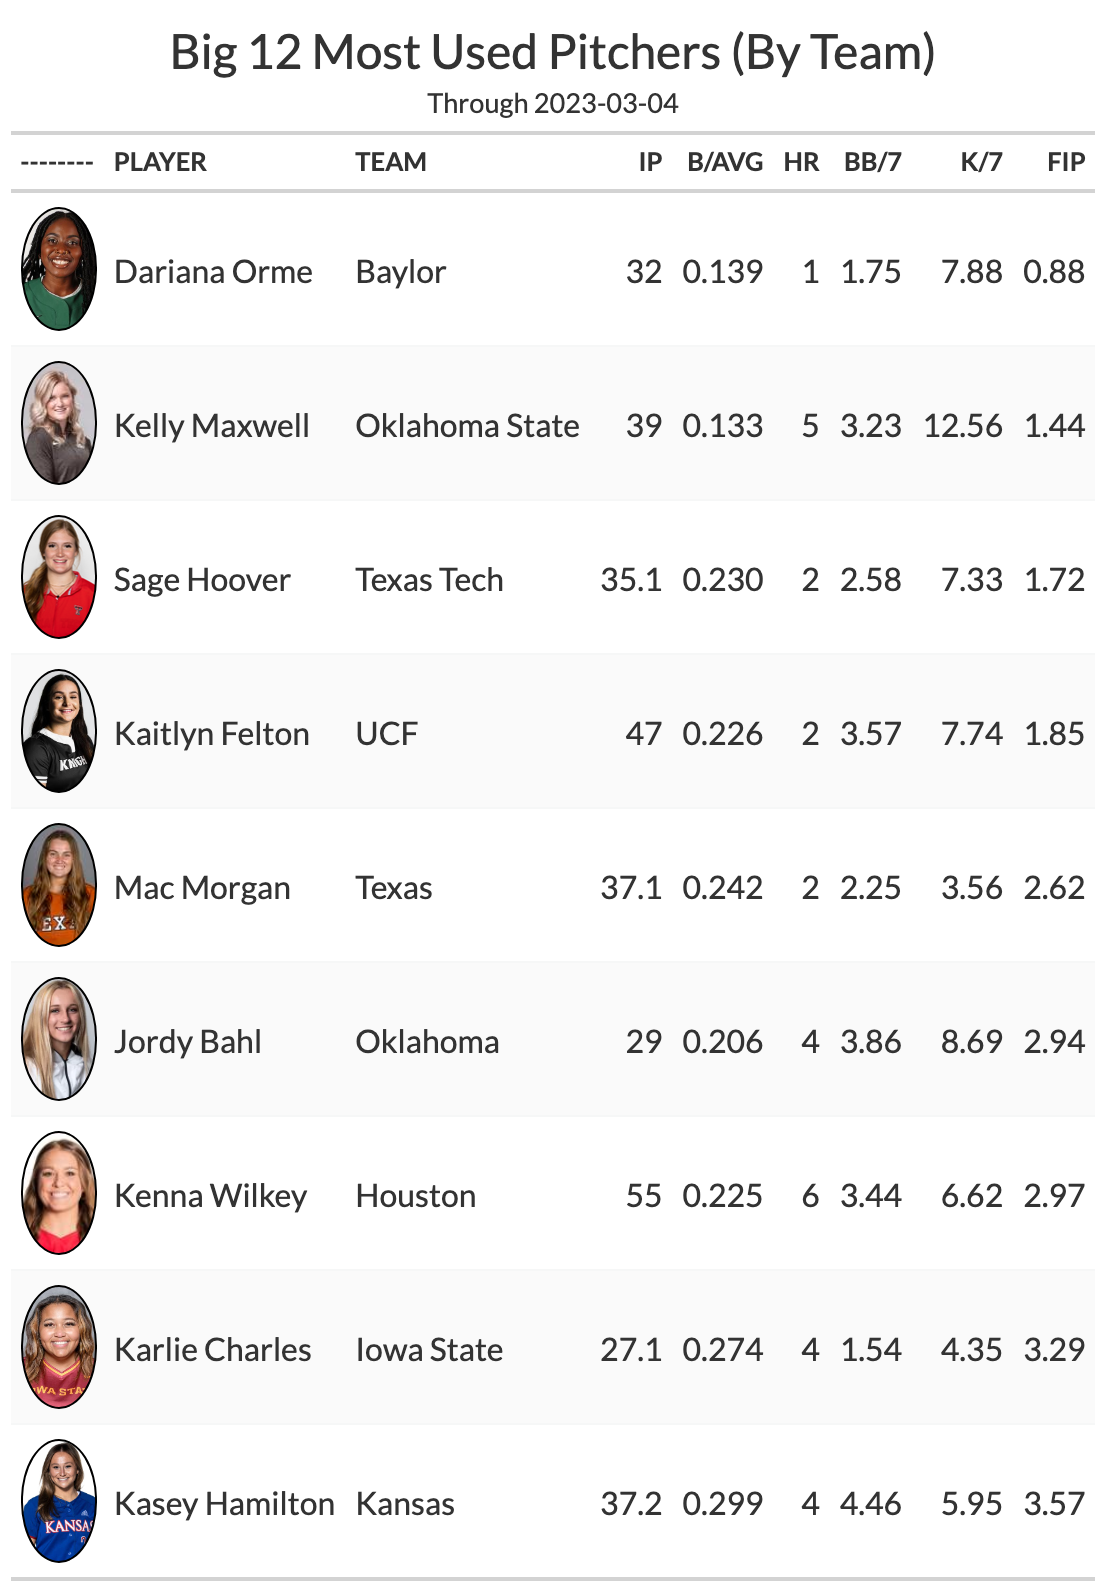 Big 12 Most Used Pitchers (By Team)
Through 2023-03-04
-------- PLAYER TEAM IP B/AVG HR BB/7 K/7 FIP
Dariana Orme Baylor 32 0.139 1 1.75 7.88 0.88
Kelly Maxwell Oklahoma State 39 0.133 5 3.23 12.56 1.44
Sage Hoover Texas Tech 35.1 0.230 2 2.58 7.33 1.72
Kaitlyn Felton UCF 47 0.226 2 3.57 7.74 1.85
KNIGH
Mac Morgan Texas 37.1 0.242 2 2.25 3.56 2.62
EXA
Jordy Bahl Oklahoma 29 0.206 4 3.86 8.69 2.94
Kenna Wilkey Houston 55 0.225 6 3.44 6.62 2.97
Karlie Charles Iowa State 27.1 0.274 4 1.54 4.35 3.29
WA STA
Kasey Hamilton Kansas 37.2 0.299 4 4.46 5.95 3.57
KANSA